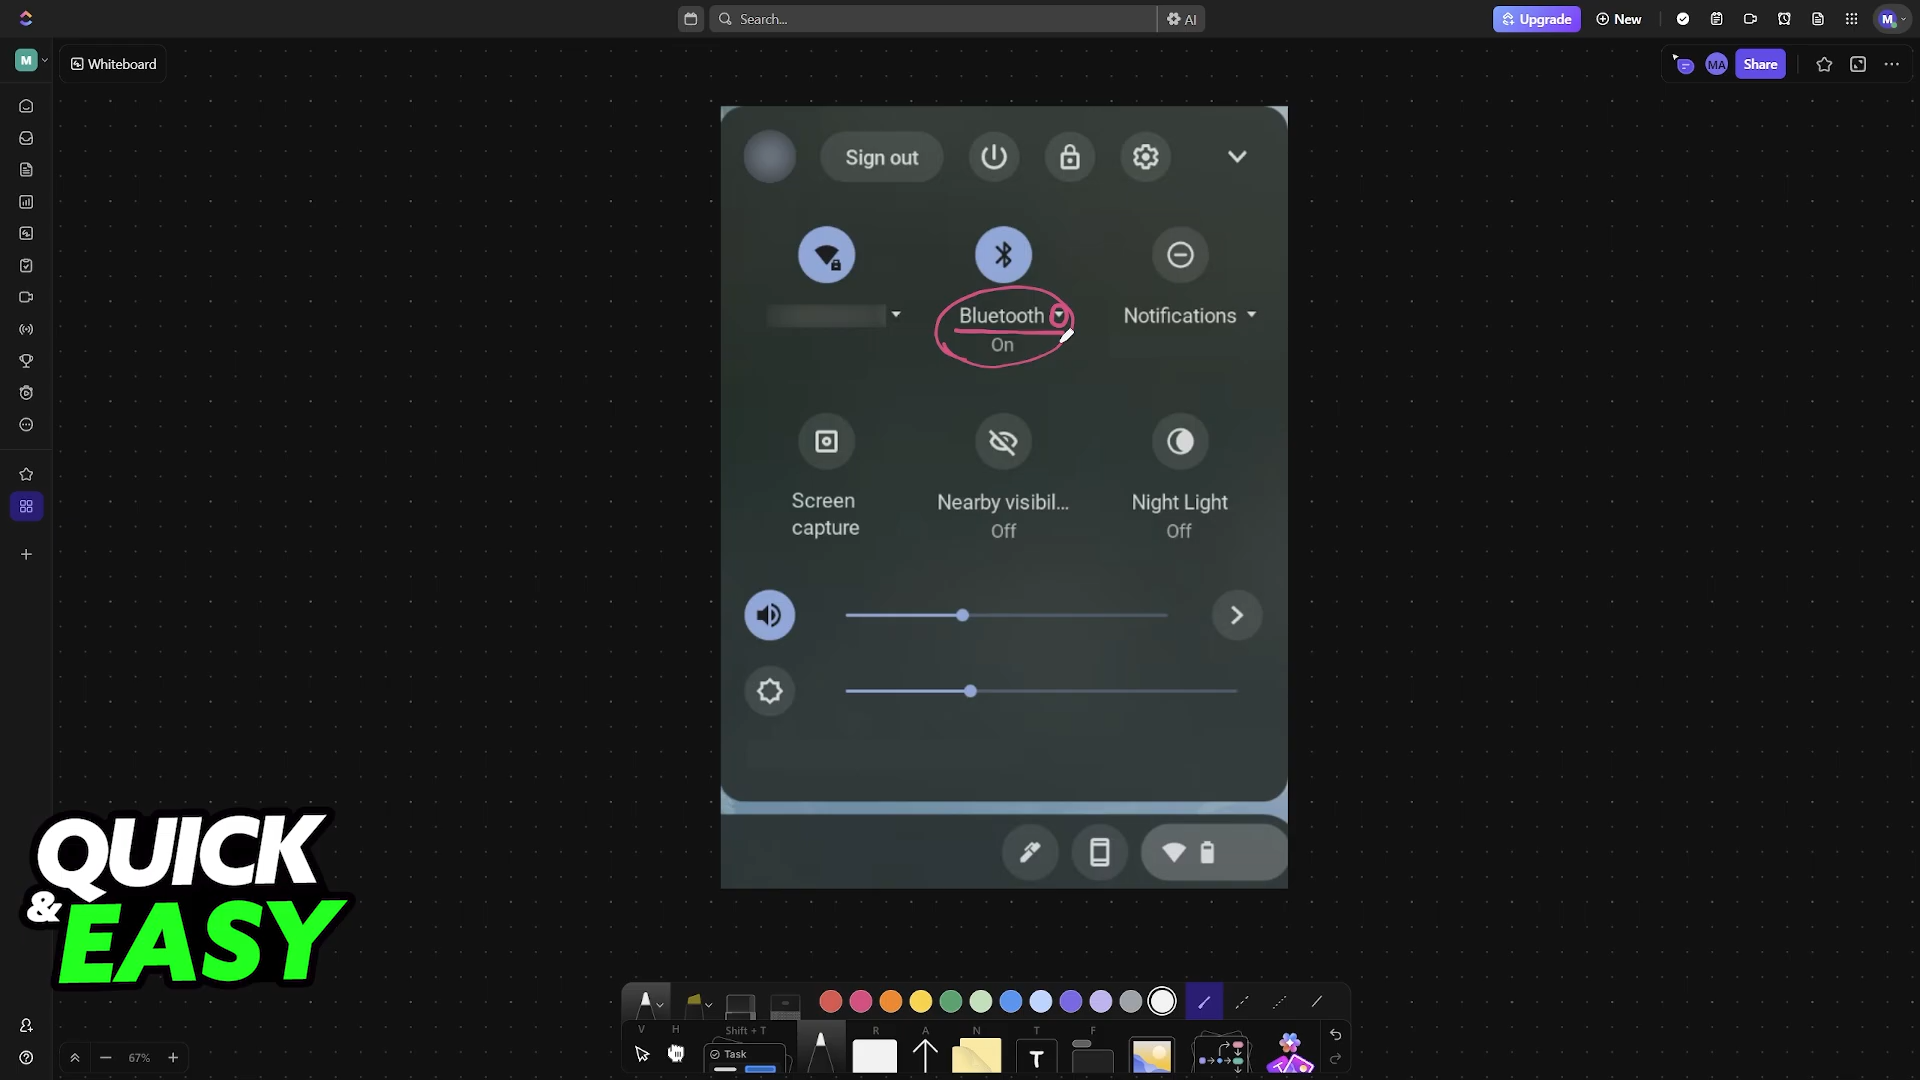 Search...
AI
Upgrade
New
M
M
Whiteboard
MA
Share
Sign out
Bluetooth
On
Notifications
Screen
capture
Nearby visibil...
Off
Night Light
Off
QUICK
& EASY
V
H
Shift + T
R
A
N
T
F
Task
T
67%